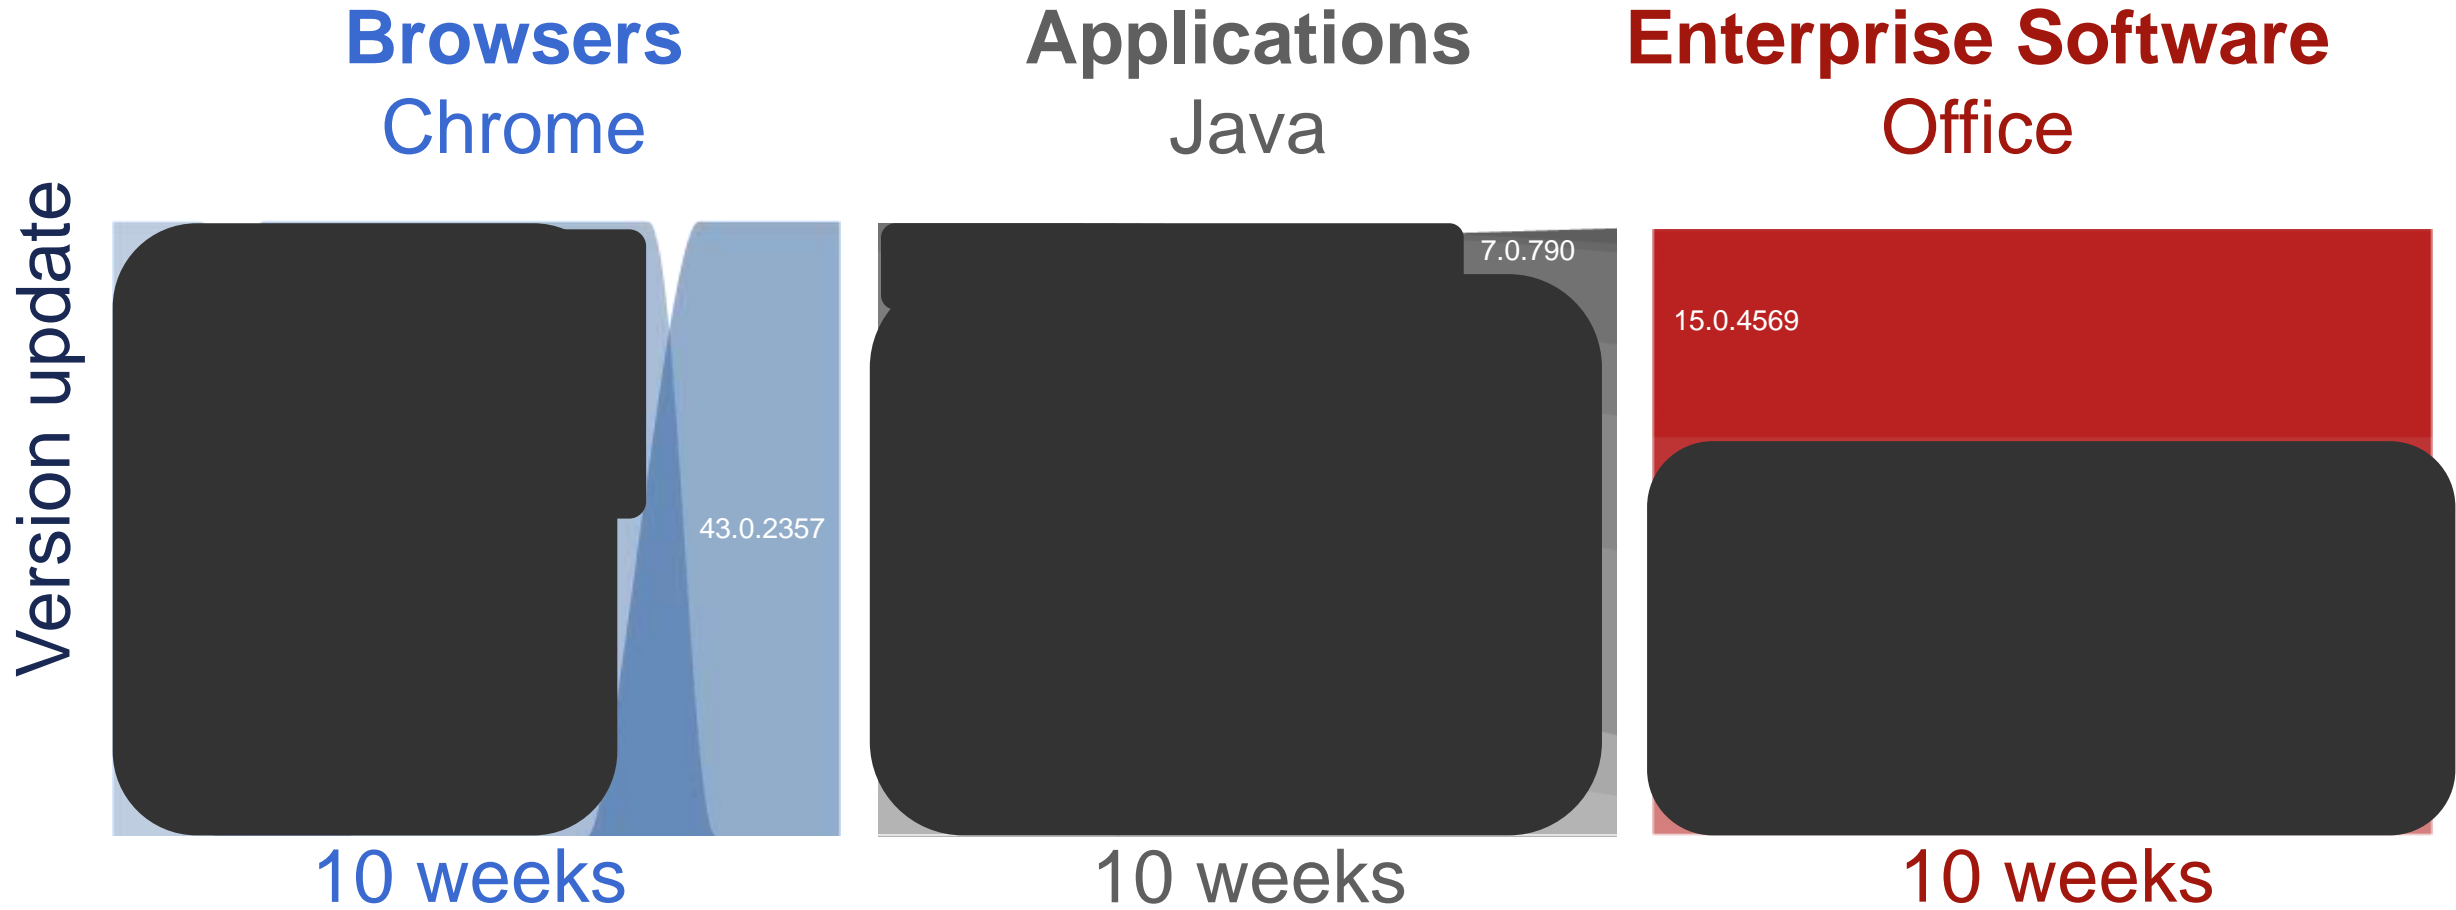 Browsers
Chrome
Applications
Java
Enterprise Software
Office
Version update
7.0.790
15.0.4569
43.0.2357
10 weeks
10 weeks
10 weeks